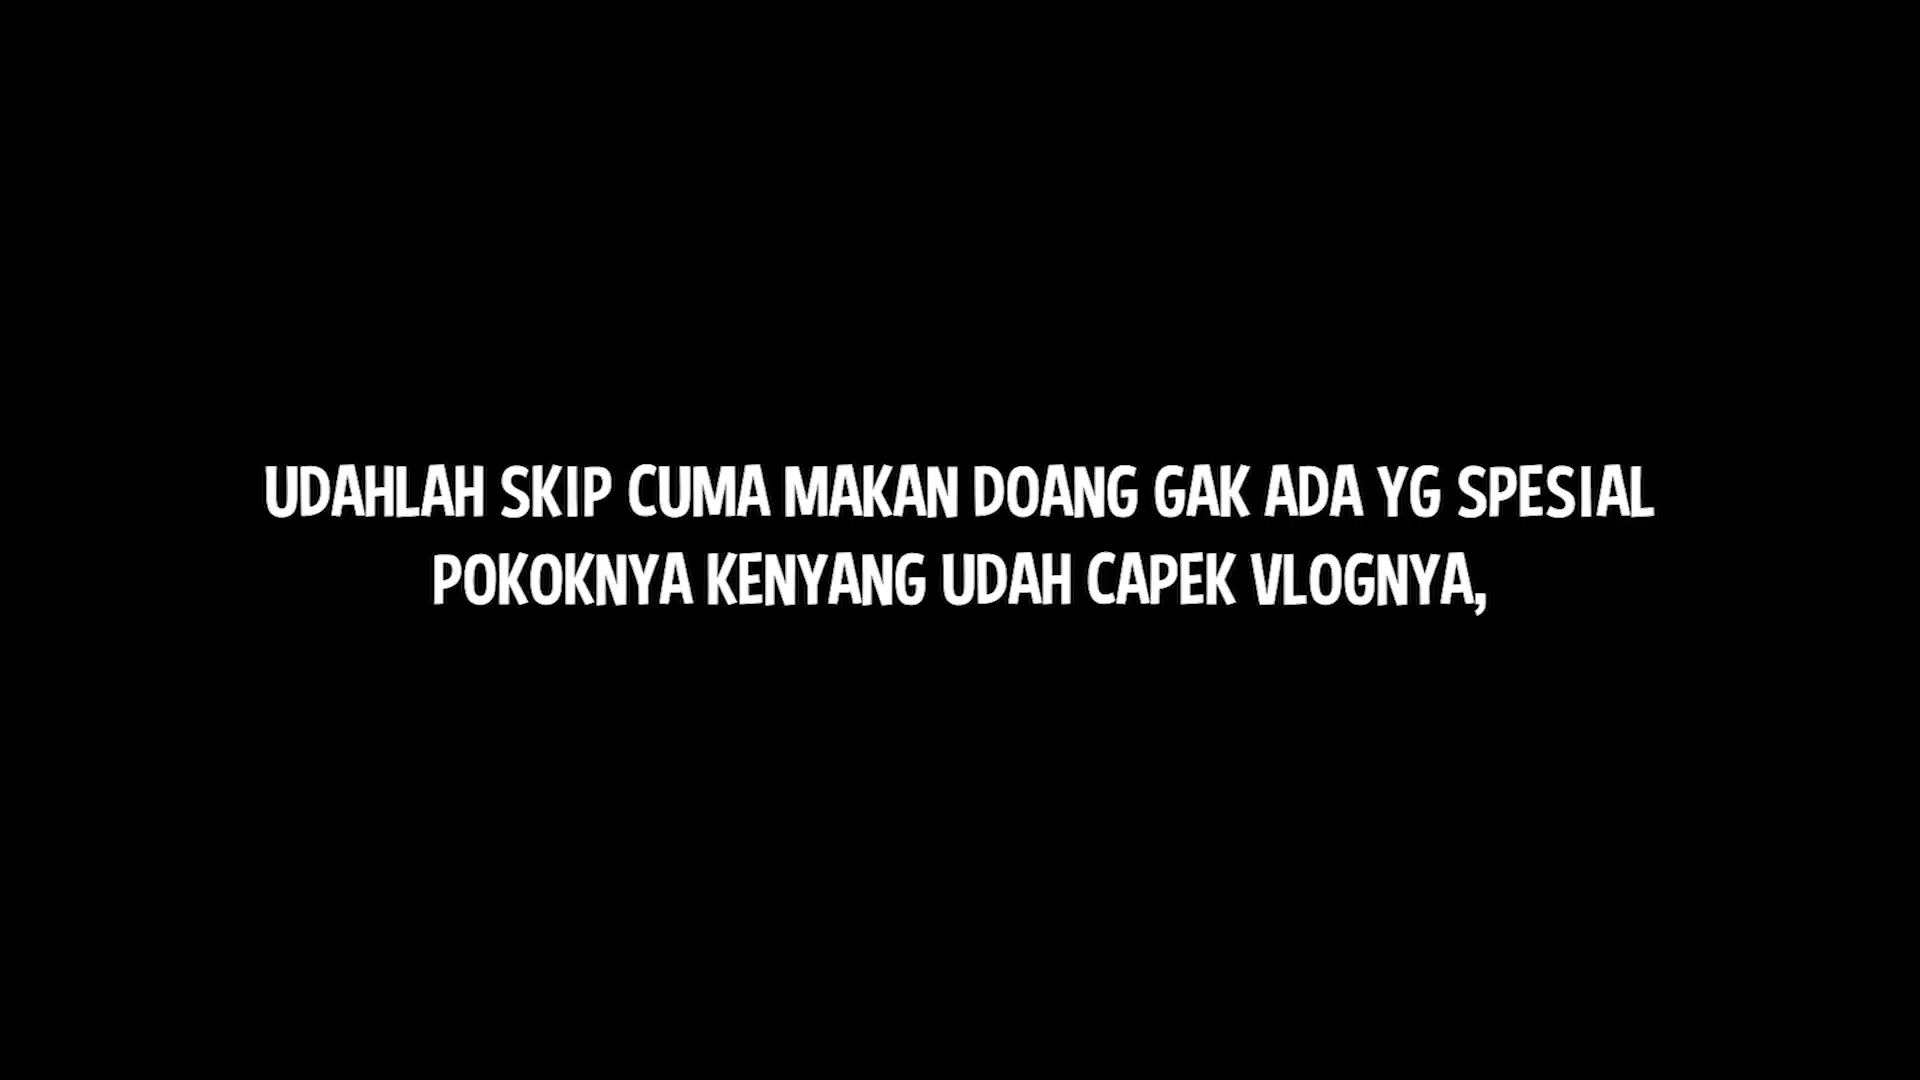 UDAHLAH SKIP CUMA MAKAN DOANG GAK ADA YG SPESIAL
POKOKNYA KENYANG UDAH CAPEK VLOGNYA,